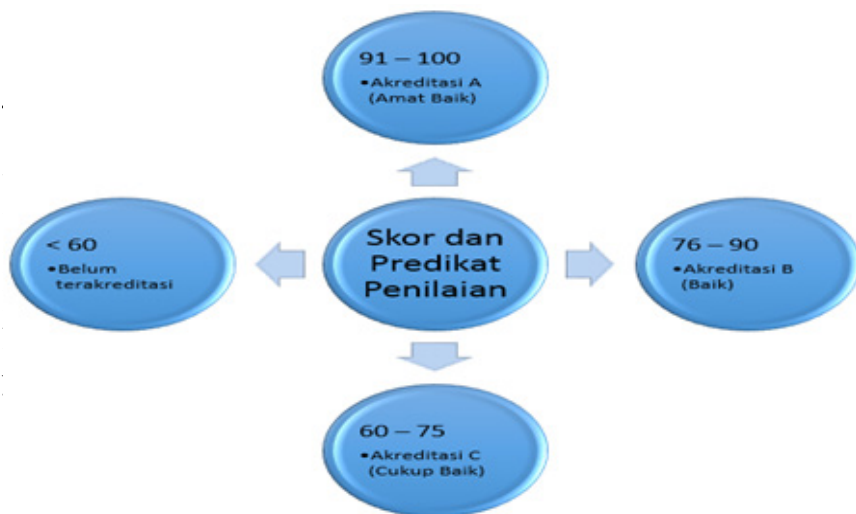 91 – 100
•Akreditasi A
(Amat Baik)
< 60
•Belum
terakreditasi
Skor dan
Predikat
Penilaian
76 – 90
•Akreditasi B
(Baik)
60 – 75
•Akreditasi C
(Cukup Baik)